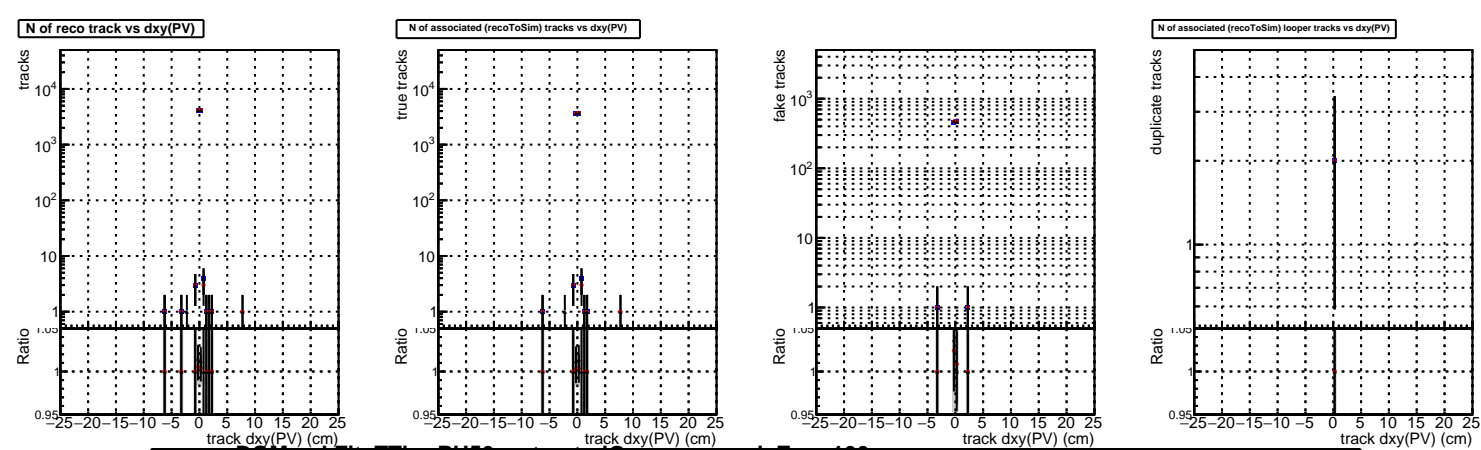 N of reco track vs dxy(PV)
tracks
10⁴
10³
10²
10
1
1.05
Ratio
1
0.95
−25 −20 −15 −10 −5 0 5 10 15 20 25
track dxy(PV) (cm)
N of associated (recoToSim) tracks vs dxy(PV)
true tracks
10⁴
10³
10²
10
1
1.05
Ratio
1
0.95
−25 −20 −15 −10 −5 0 5 10 15 20 25
track dxy(PV) (cm)
fake tracks
10³
10²
10
1
1.05
Ratio
1
0.95
−25 −20 −15 −10 −5 0 5 10 15 20 25
track dxy(PV) (cm)
N of associated (recoToSim) looper tracks vs dxy(PV)
duplicate tracks
1
1.05
Ratio
1
0.95
−25 −20 −15 −10 −5 0 5 10 15 20 25
track dxy(PV) (cm)